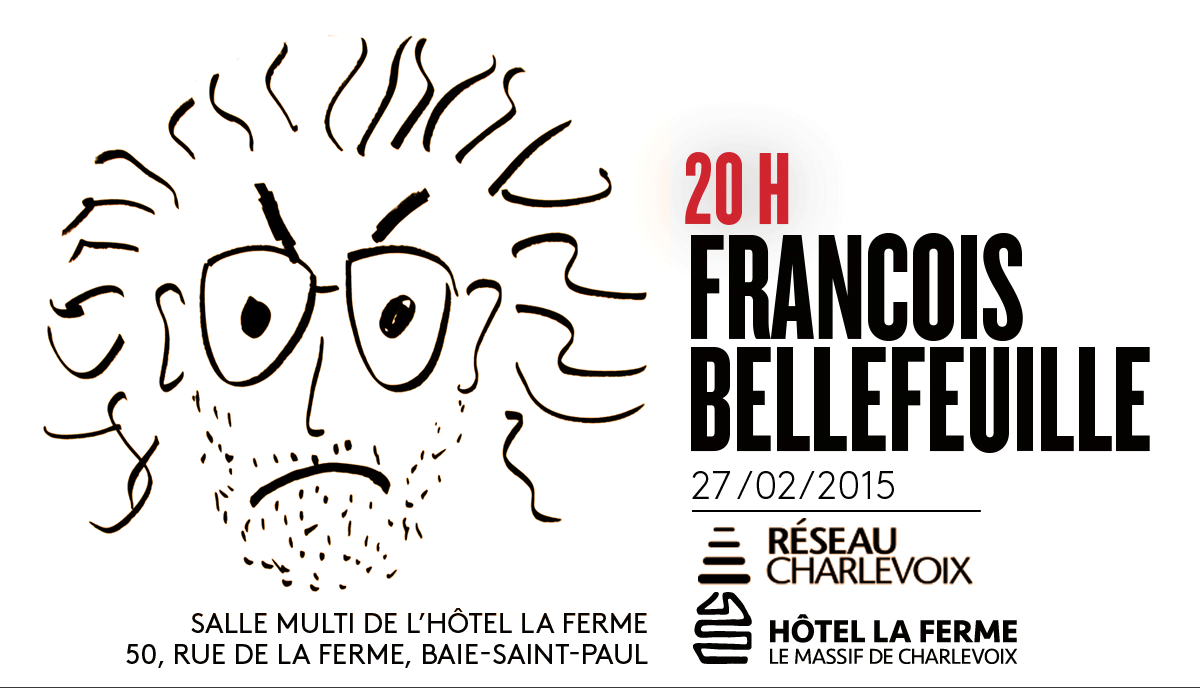 20 H
FRANCOIS
BELLEFEUILLE
27/02/2015
RÉSEAU
CHARLEVOIX
HÔTEL LA FERME
LE MASSIF DE CHARLEVOIX
SALLE MULTI DE L'HÔTEL LA FERME
50, RUE DE LA FERME, BAIE-SAINT-PAUL